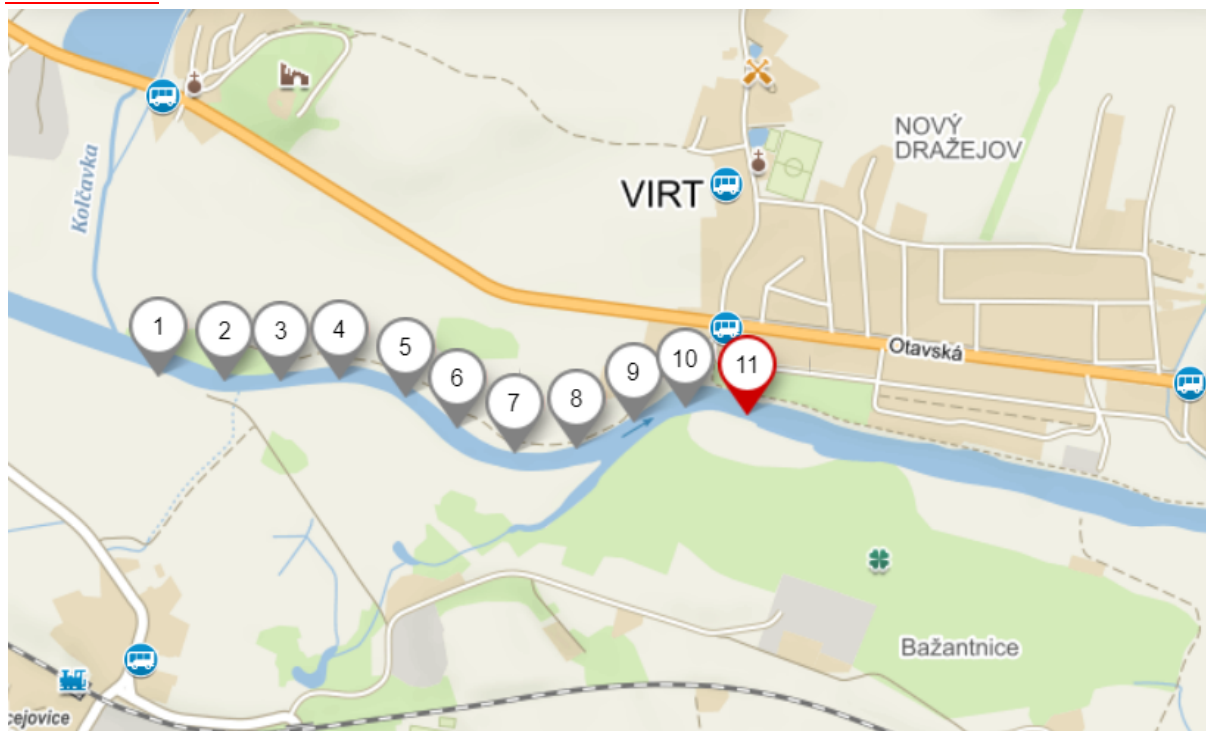 Kolčavka
NOVÝ
DRAŽEJOV
VIRT
1
2
3
4
5
6
7
8
9
10
11
Otavská
Bažantnice
cejovice